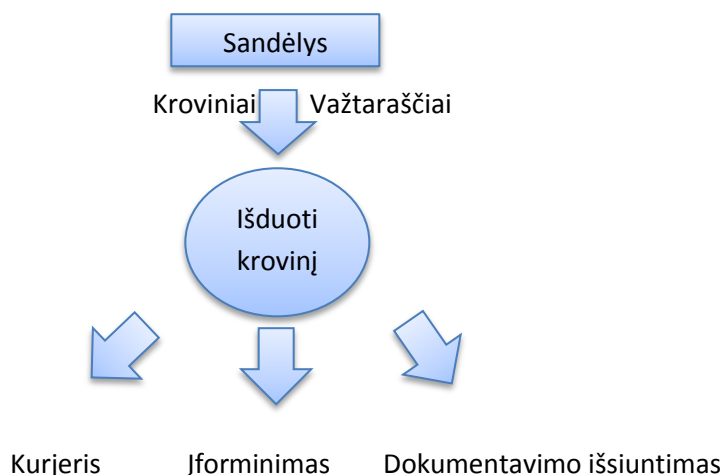 Sandėlys
Kroviniai Važtaraščiai
Išduoti
krovinį
Kurjeris Įforminimas Dokumentavimo išsiuntimas